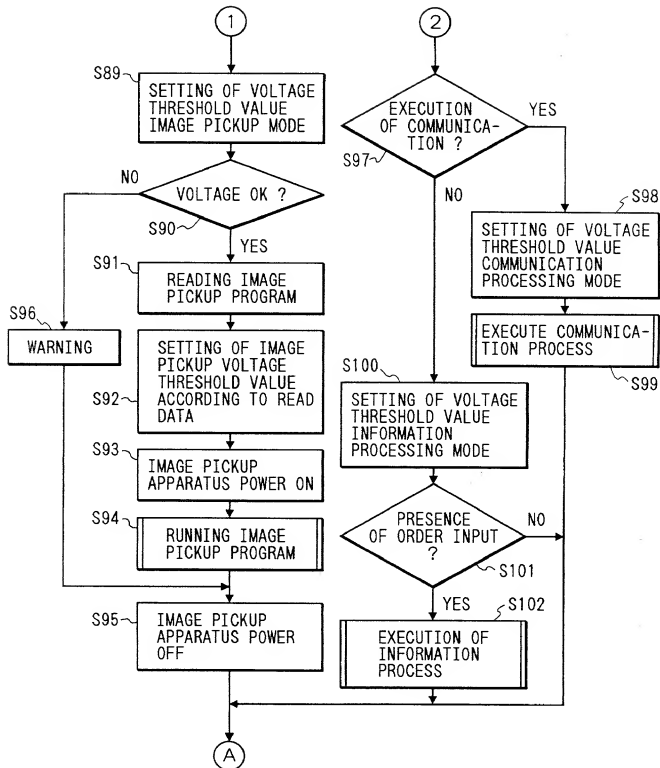 1
S89
SETTING OF VOLTAGE
THRESHOLD VALUE
IMAGE PICKUP MODE
NO
VOLTAGE OK ?
S90
YES
S91
READING IMAGE
PICKUP PROGRAM
S96
WARNING
SETTING OF IMAGE
PICKUP VOLTAGE
THRESHOLD VALUE
ACCORDING TO READ
DATA
S92
S93
IMAGE PICKUP
APPARATUS POWER ON
S94
RUNNING IMAGE
PICKUP PROGRAM
S95
IMAGE PICKUP
APPARATUS POWER
OFF
A
2
EXECUTION
OF COMMUNICA-
TION ?
YES
S97
NO
S98
SETTING OF VOLTAGE
THRESHOLD VALUE
COMMUNICATION
PROCESSING MODE
EXECUTE COMMUNICA-
TION PROCESS
S99
S100
SETTING OF VOLTAGE
THRESHOLD VALUE
INFORMATION
PROCESSING MODE
PRESENCE
OF ORDER INPUT
?
NO
S101
YES
S102
EXECUTION OF
INFORMATION
PROCESS